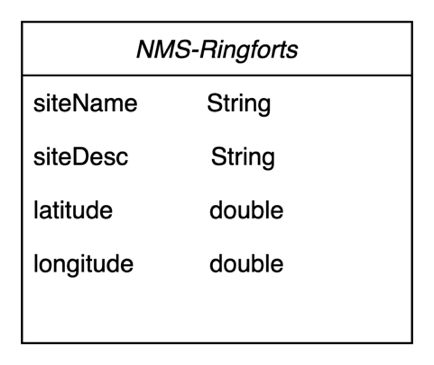 NMS-Ringforts
siteName String
siteDesc String
latitude double
longitude double